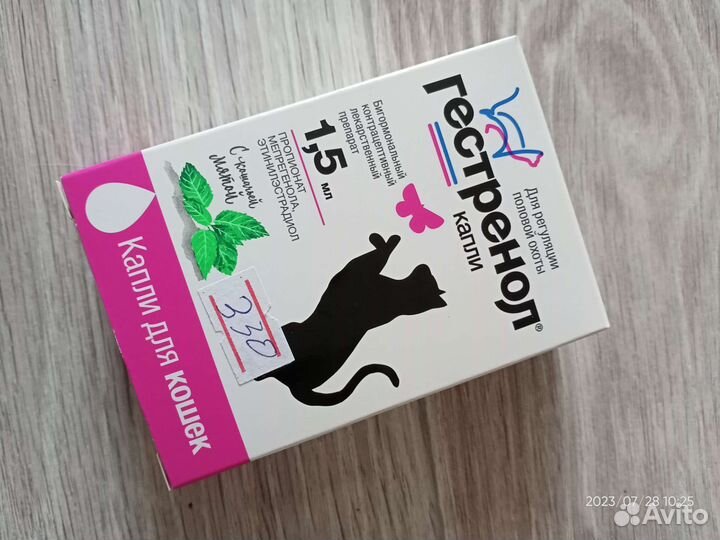 Гестренол®
капли
Для регуляции
половой охоты
Бигормональный
контрацептивный
лекарственный
препарат
1,5 мл
ПРОПИОНАТ
МЕПРЕГЕНОЛА,
ЭТИНИЛЭСТРАДИОЛ
С кошачьей
мятой
330
Капли для кошек
2023/07/28 10:25
Avito